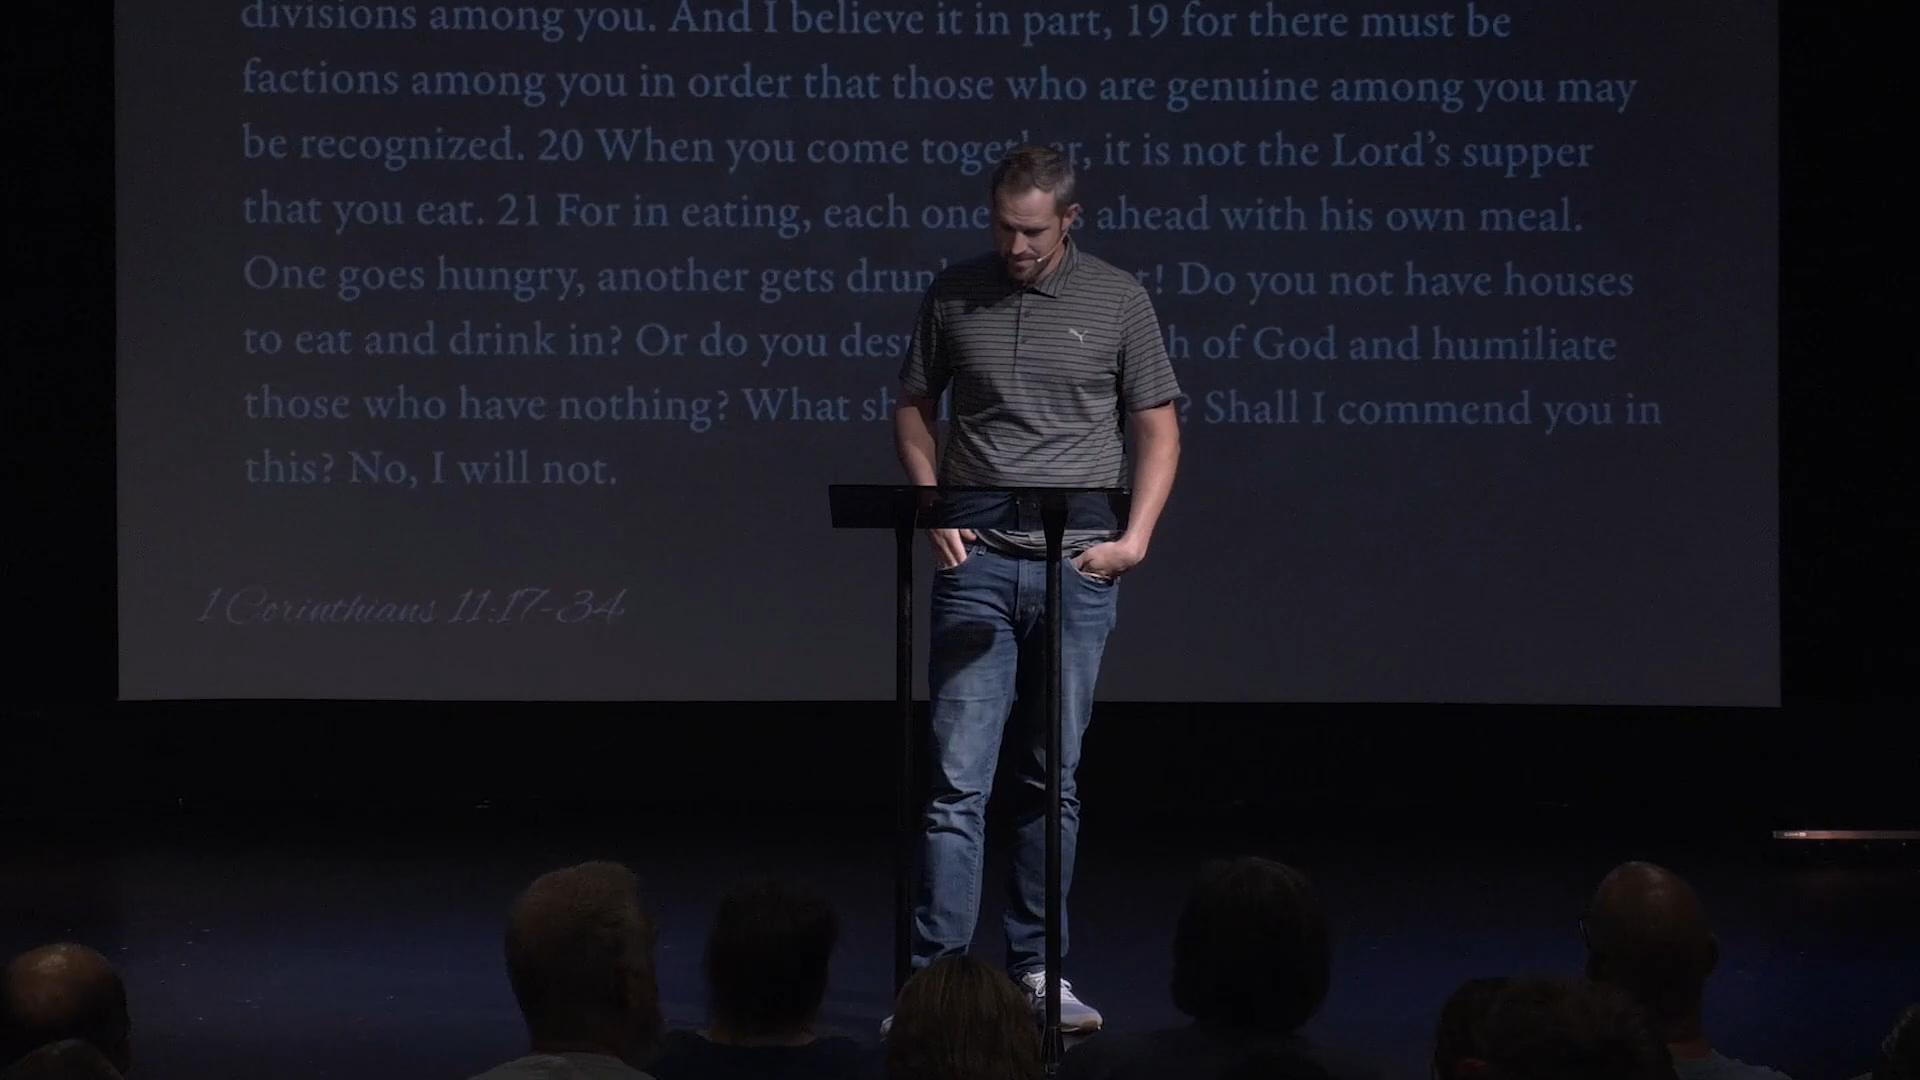 divisions among you. And I believe it in part, 19 for there must be
factions among you in order that those who are genuine among you may
be recognized. 20 When you come together, it is not the Lord's supper
that you eat. 21 For in eating, each one ahead with his own meal.
One goes hungry, another gets ! Do you not have houses
to eat and drink in? Or do you of God and humiliate
those who have nothing? What ? Shall I commend you in
this? No, I will not.
1 Corinthians 11:17-34